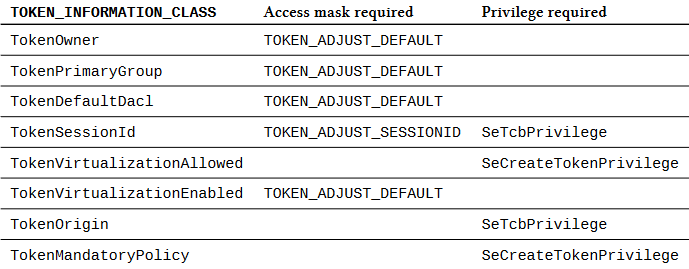 TOKEN_INFORMATION_CLASS Access mask required Privilege required
TokenOwner TOKEN_ADJUST_DEFAULT
TokenPrimaryGroup TOKEN_ADJUST_DEFAULT
TokenDefaultDacl TOKEN_ADJUST_DEFAULT
TokenSessionId TOKEN_ADJUST_SESSIONID SeTcbPrivilege
TokenVirtualizationAllowed SeCreateTokenPrivilege
TokenVirtualizationEnabled TOKEN_ADJUST_DEFAULT
TokenOrigin SeTcbPrivilege
TokenMandatoryPolicy SeCreateTokenPrivilege